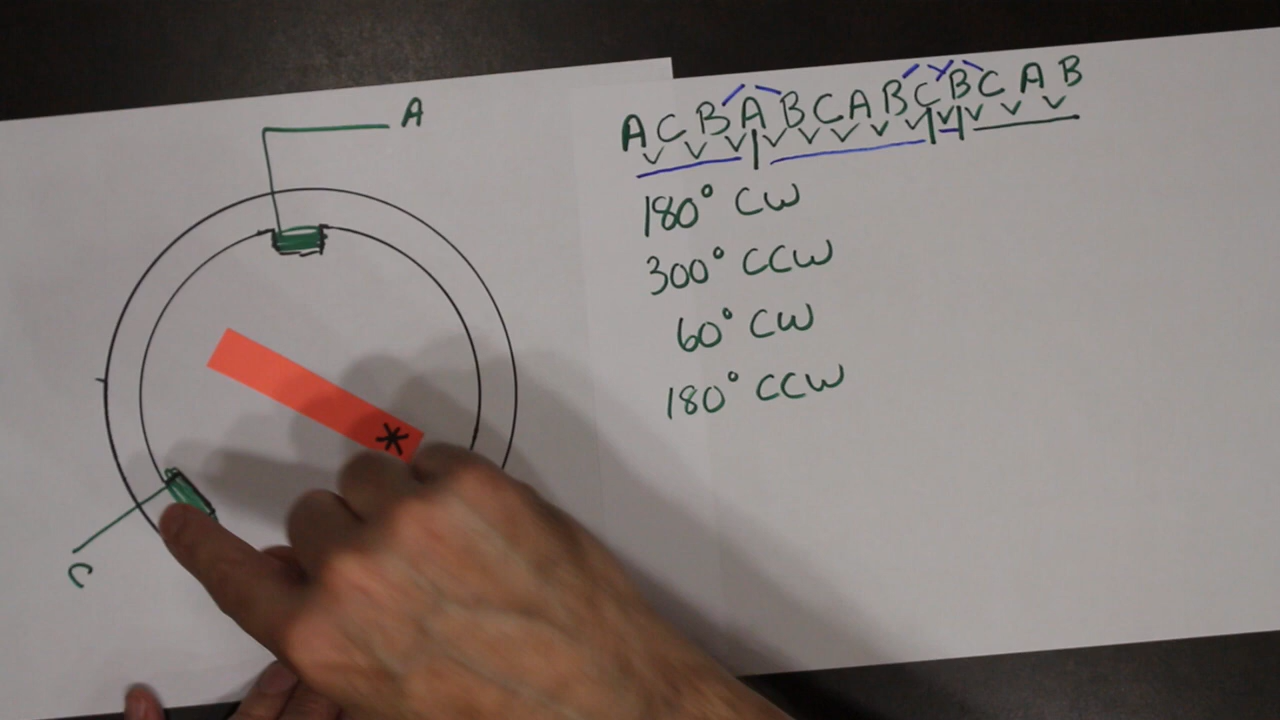 A
A C B A B C A B C B C A B
180° CW
300° CCW
60° CW
180° CCW
*
C